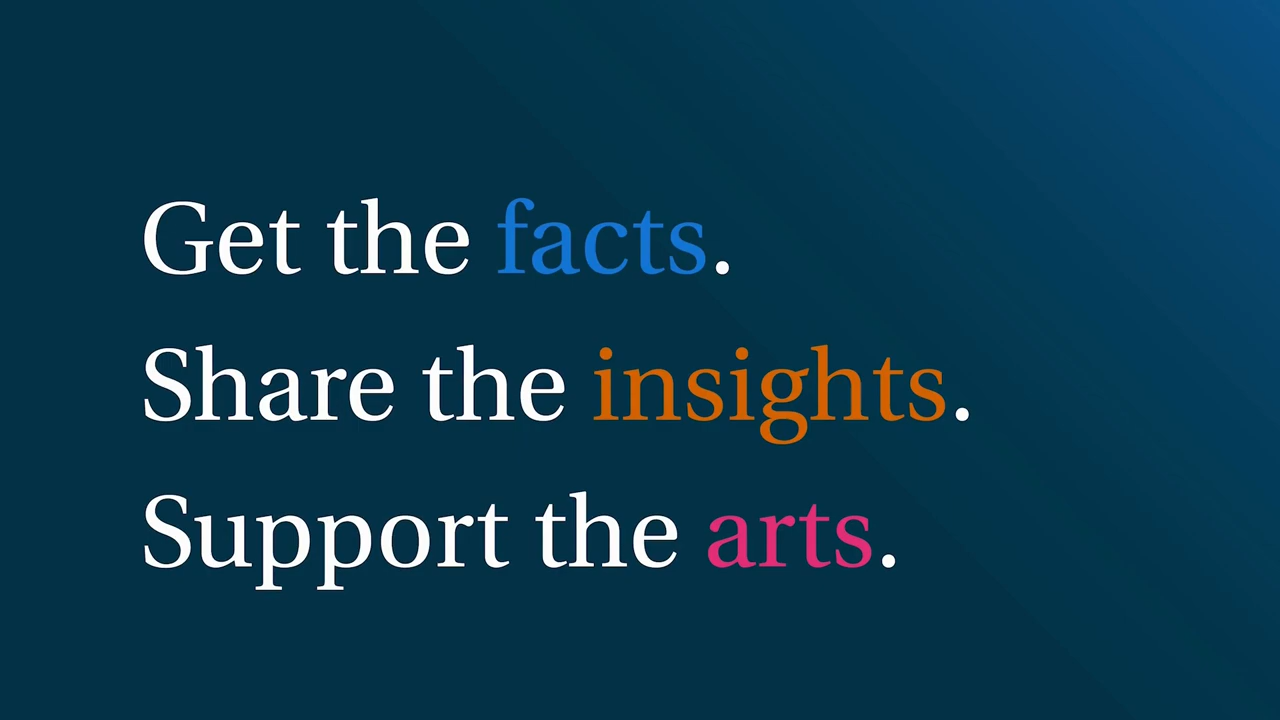 Get the facts.
Share the insights.
Support the arts.